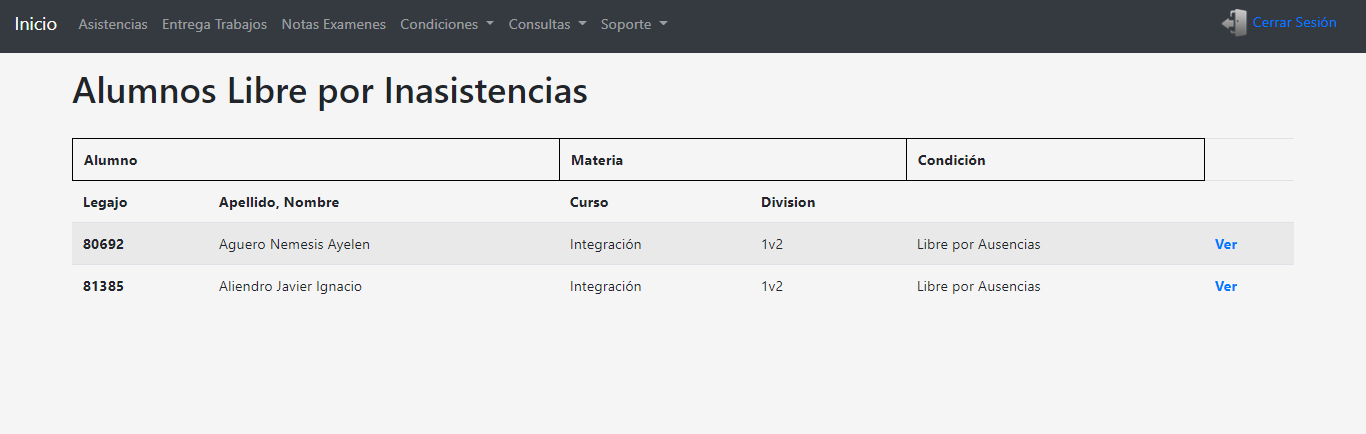 Inicio Asistencias Entrega Trabajos Notas Examenes Condiciones Consultas Soporte Cerrar Sesión
Alumnos Libre por Inasistencias
Alumno Materia Condición
Legajo Apellido, Nombre Curso Division
80692 Aguero Nemesis Ayelen Integración 1v2 Libre por Ausencias Ver
81385 Aliendro Javier Ignacio Integración 1v2 Libre por Ausencias Ver